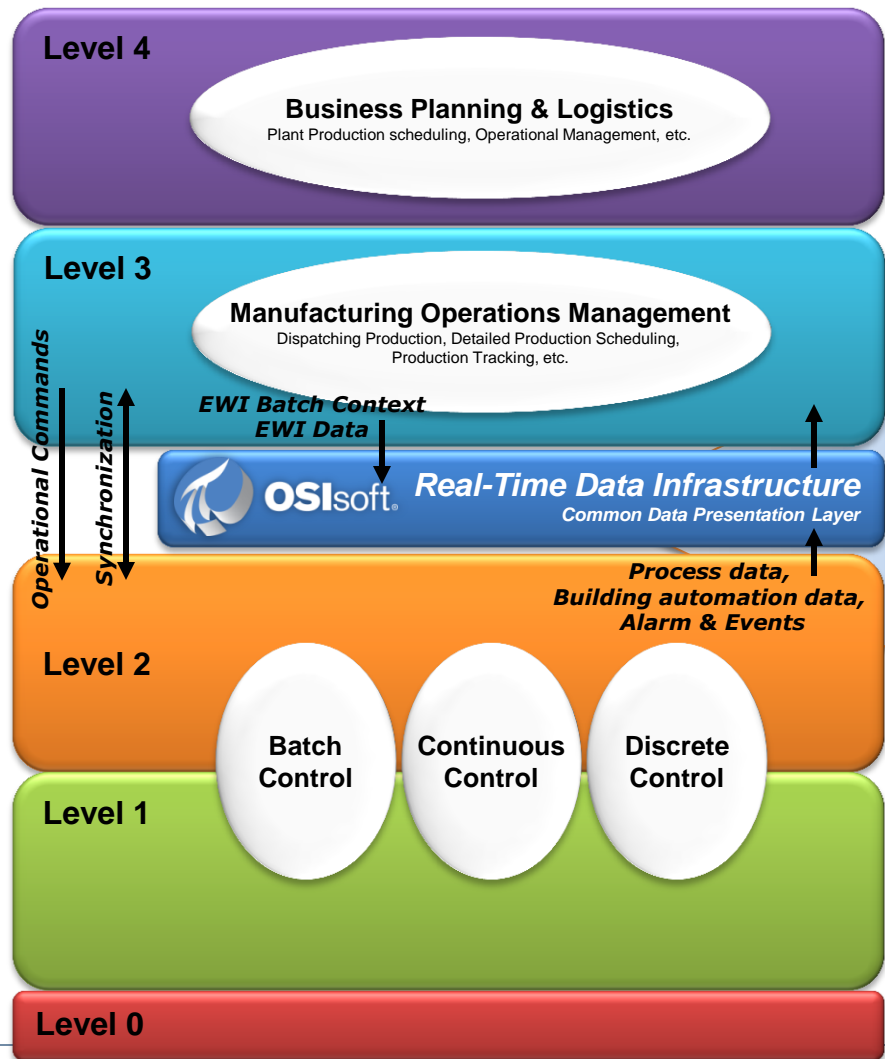 Level 4
Business Planning & Logistics
Plant Production scheduling, Operational Management, etc.
Level 3
Manufacturing Operations Management
Dispatching Production, Detailed Production Scheduling,
Production Tracking, etc.
Operational Commands
Synchronization
EWI Batch Context
EWI Data
OSIsoft.
Real-Time Data Infrastructure
Common Data Presentation Layer
Process data,
Building automation data,
Alarm & Events
Level 2
Batch
Control
Continuous
Control
Discrete
Control
Level 1
Level 0